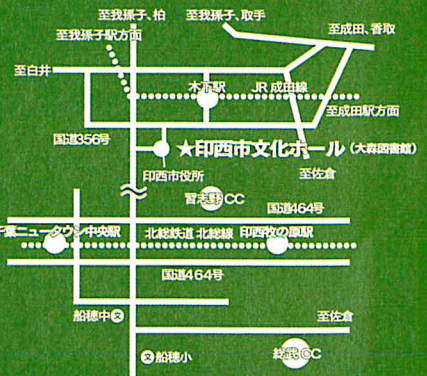 至我孫子、柏
至我孫子、取手
至我孫子駅方面
至成田、香取
至白井
木下駅
JR 成田線
至成田駅方面
国道356号
★印西市文化ホール(大森図書館)
印西市役所
至佐倉
習志野CC
国道464号
千葉ニュータウン中央駅
北総鉄道 北総線
印西牧の原駅
国道464号
船穂中文
至佐倉
文船穂小
総武CC